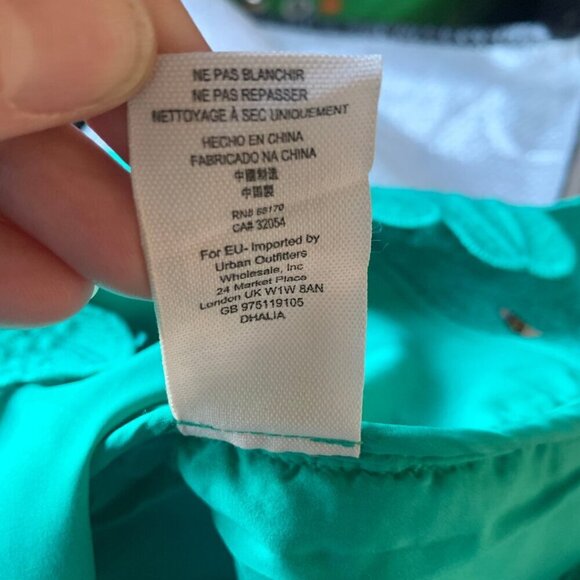 NE PAS BLANCHIR
NE PAS REPASSER
NETTOYAGE À SEC UNIQUEMENT
HECHO EN CHINA
FABRICADO NA CHINA
中國制造
中国製
RN# 66170
CA# 32054
For EU- Imported by
Urban Outfitters
Wholesale, Inc
24 Market Place
London UK W1W 8AN
GB 975119105
DHALIA